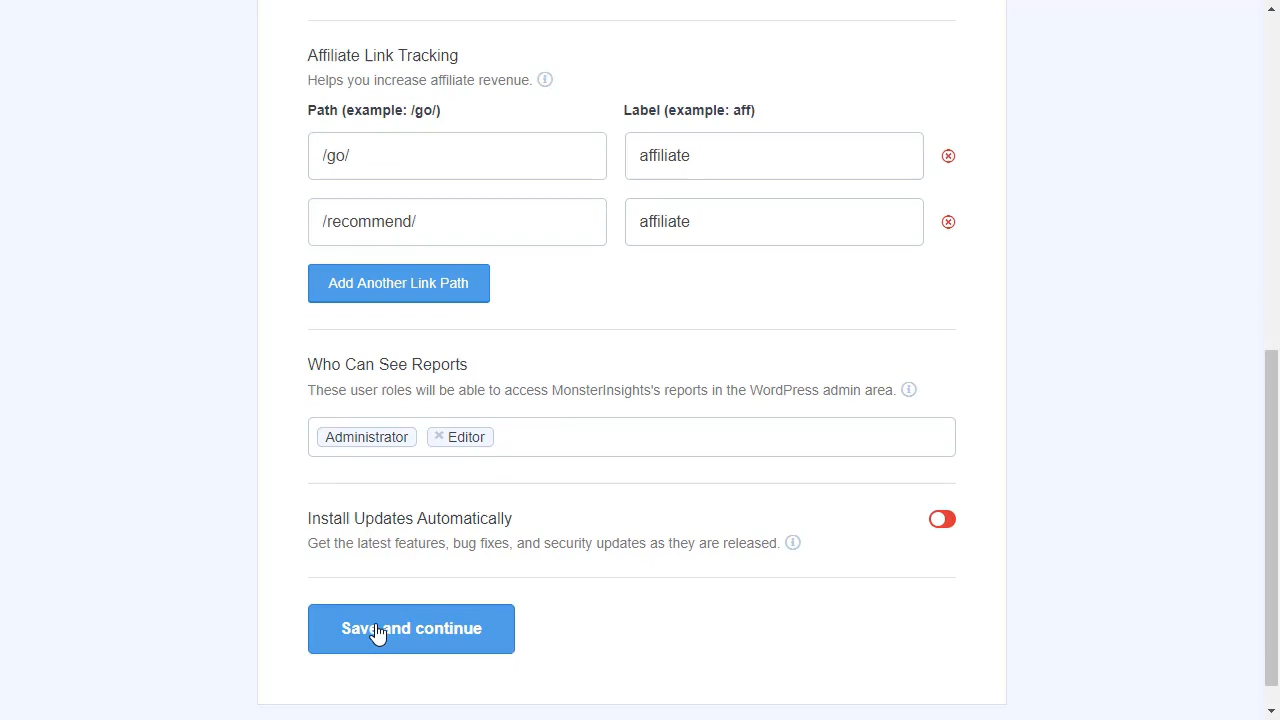 Affiliate Link Tracking
Helps you increase affiliate revenue.
Path (example: /go/) Label (example: aff)
/go/ affiliate
/recommend/ affiliate
Add Another Link Path
Who Can See Reports
These user roles will be able to access MonsterInsights's reports in the WordPress admin area.
Administrator Editor
Install Updates Automatically
Get the latest features, bug fixes, and security updates as they are released.
Save and continue